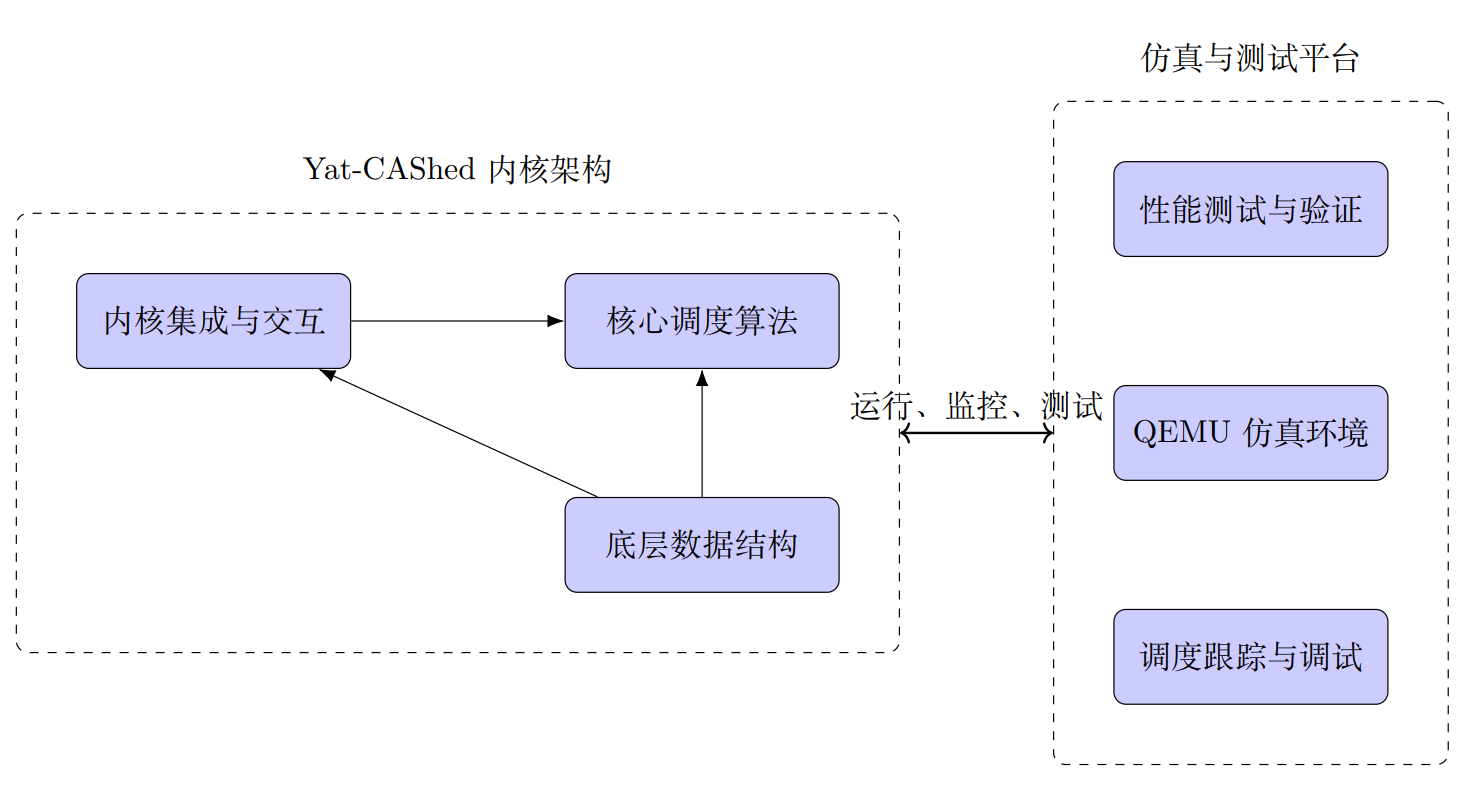 Yat-CAShed 内核架构
内核集成与交互
核心调度算法
底层数据结构
运行、监控、测试
仿真与测试平台
性能测试与验证
QEMU 仿真环境
调度跟踪与调试